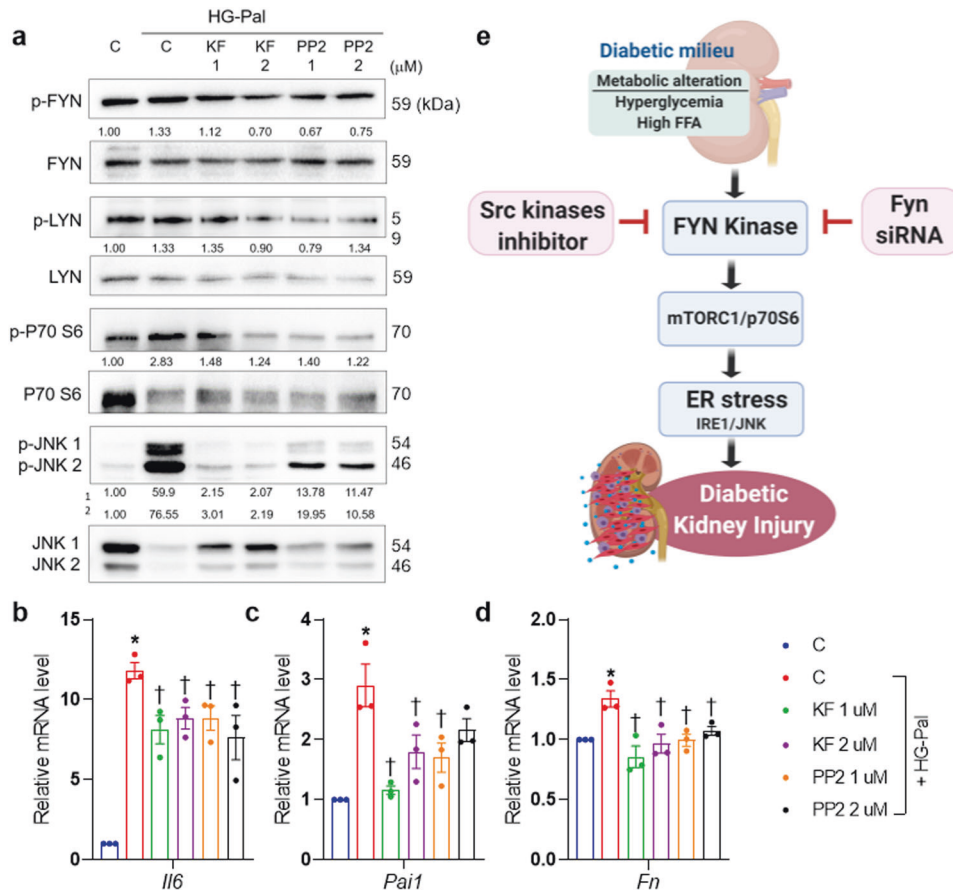 a
HG-Pal
C C KF KF PP2 PP2
1 2 1 2 (μM)
p-FYN 59 (kDa)
1.00 1.33 1.12 0.70 0.67 0.75
FYN 59
p-LYN 5
9
1.00 1.33 1.35 0.90 0.79 1.34
LYN 59
p-P70 S6 70
1.00 2.83 1.48 1.24 1.40 1.22
P70 S6 70
p-JNK 1 54
p-JNK 2 46
1 1.00 59.9 2.15 2.07 13.78 11.47
2 1.00 76.55 3.01 2.19 19.95 10.58
JNK 1 54
JNK 2 46
e
Diabetic milieu
Metabolic alteration
Hyperglycemia
High FFA
Src kinases
inhibitor
FYN Kinase
Fyn
siRNA
mTORC1/p70S6
ER stress
IRE1/JNK
Diabetic
Kidney Injury
b
Relative mRNA level
15
10
5
0
* † † † †
Il6
c
Relative mRNA level
4
3
2
1
0
* † † †
Pai1
d
Relative mRNA level
2.0
1.5
1.0
0.5
0.0
* † † † †
Fn
C
C
KF 1 uM
KF 2 uM
PP2 1 uM
PP2 2 uM
+ HG-Pal